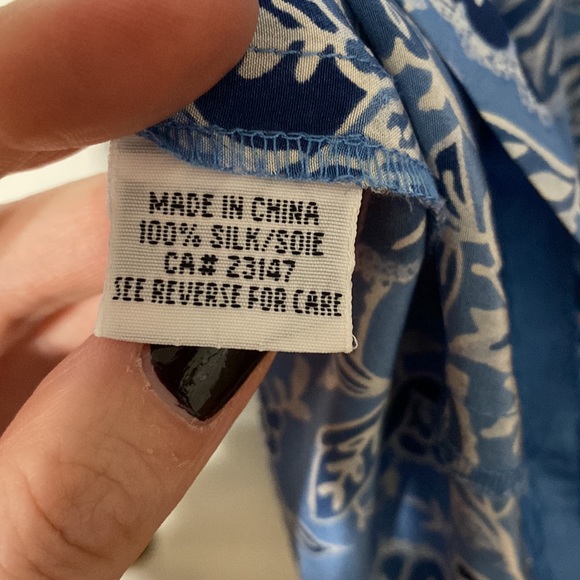 MADE IN CHINA
100% SILK/SOIE
CA# 23147
SEE REVERSE FOR CARE